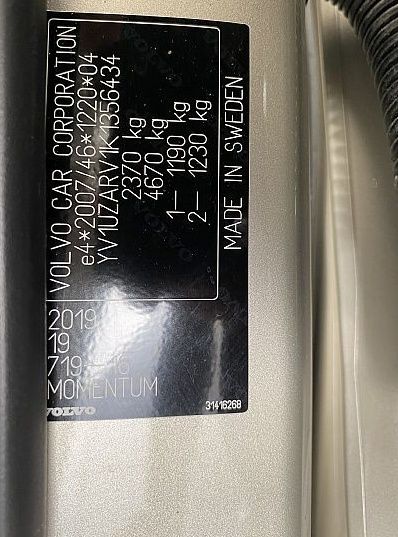 VOLVO CAR CORPORATION
e4*2007/46*1220*04
YV1UZARV1K1356434
2370 kg
4670 kg
1– 1190 kg
2– 1230 kg
MADE IN SWEDEN
2019
19
MOMENTUM
VOLVO
31416268